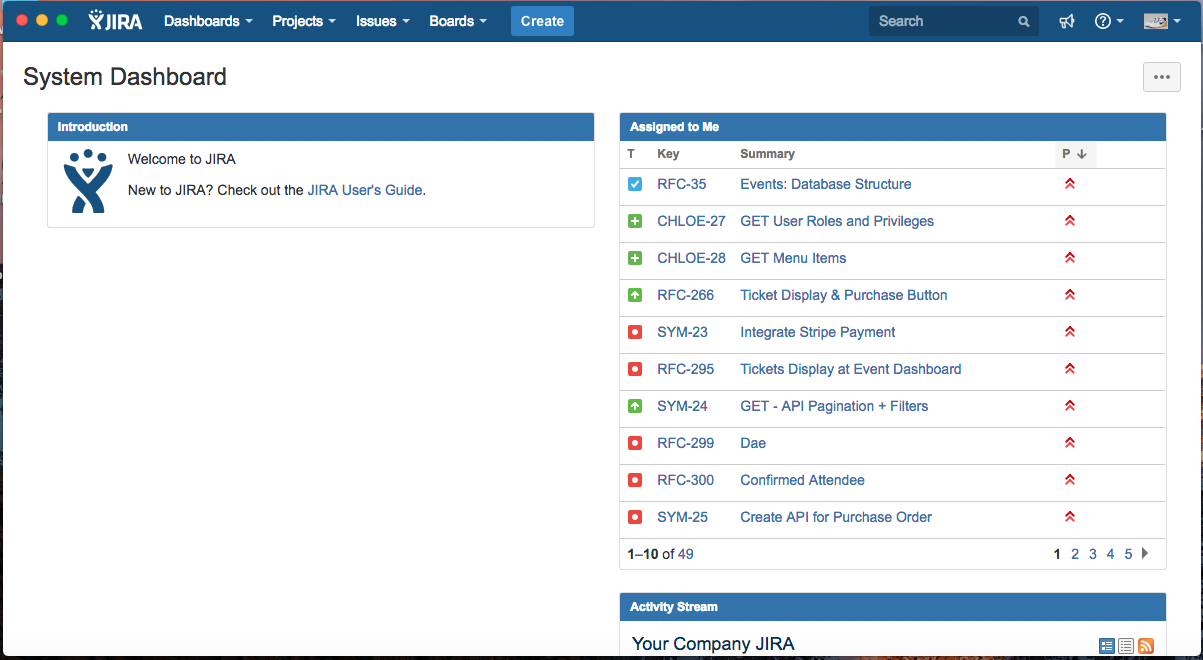 JIRA Dashboards Projects Issues Boards Create Search
System Dashboard
Introduction
Welcome to JIRA
New to JIRA? Check out the JIRA User's Guide.
Assigned to Me
T Key Summary P
RFC-35 Events: Database Structure
CHLOE-27 GET User Roles and Privileges
CHLOE-28 GET Menu Items
RFC-266 Ticket Display & Purchase Button
SYM-23 Integrate Stripe Payment
RFC-295 Tickets Display at Event Dashboard
SYM-24 GET - API Pagination + Filters
RFC-299 Dae
RFC-300 Confirmed Attendee
SYM-25 Create API for Purchase Order
1–10 of 49 1 2 3 4 5
Activity Stream
Your Company JIRA